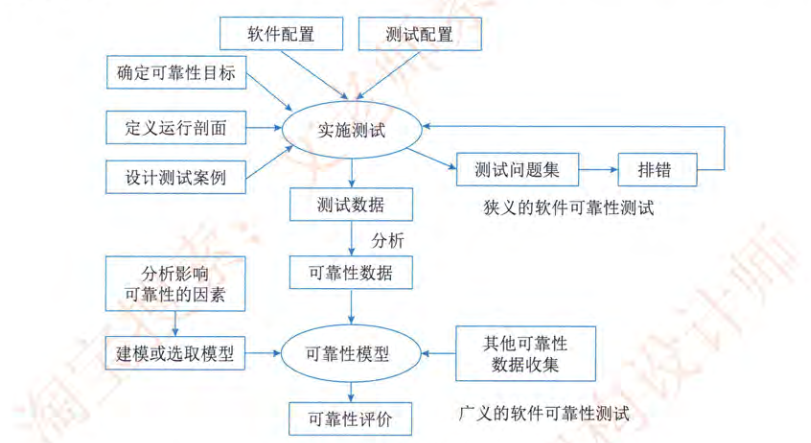 软件配置
测试配置
确定可靠性目标
定义运行剖面
实施测试
设计测试案例
测试问题集
排错
测试数据
狭义的软件可靠性测试
分析
分析影响
可靠性的因素
可靠性数据
建模或选取模型
可靠性模型
其他可靠性
数据收集
可靠性评价
广义的软件可靠性测试